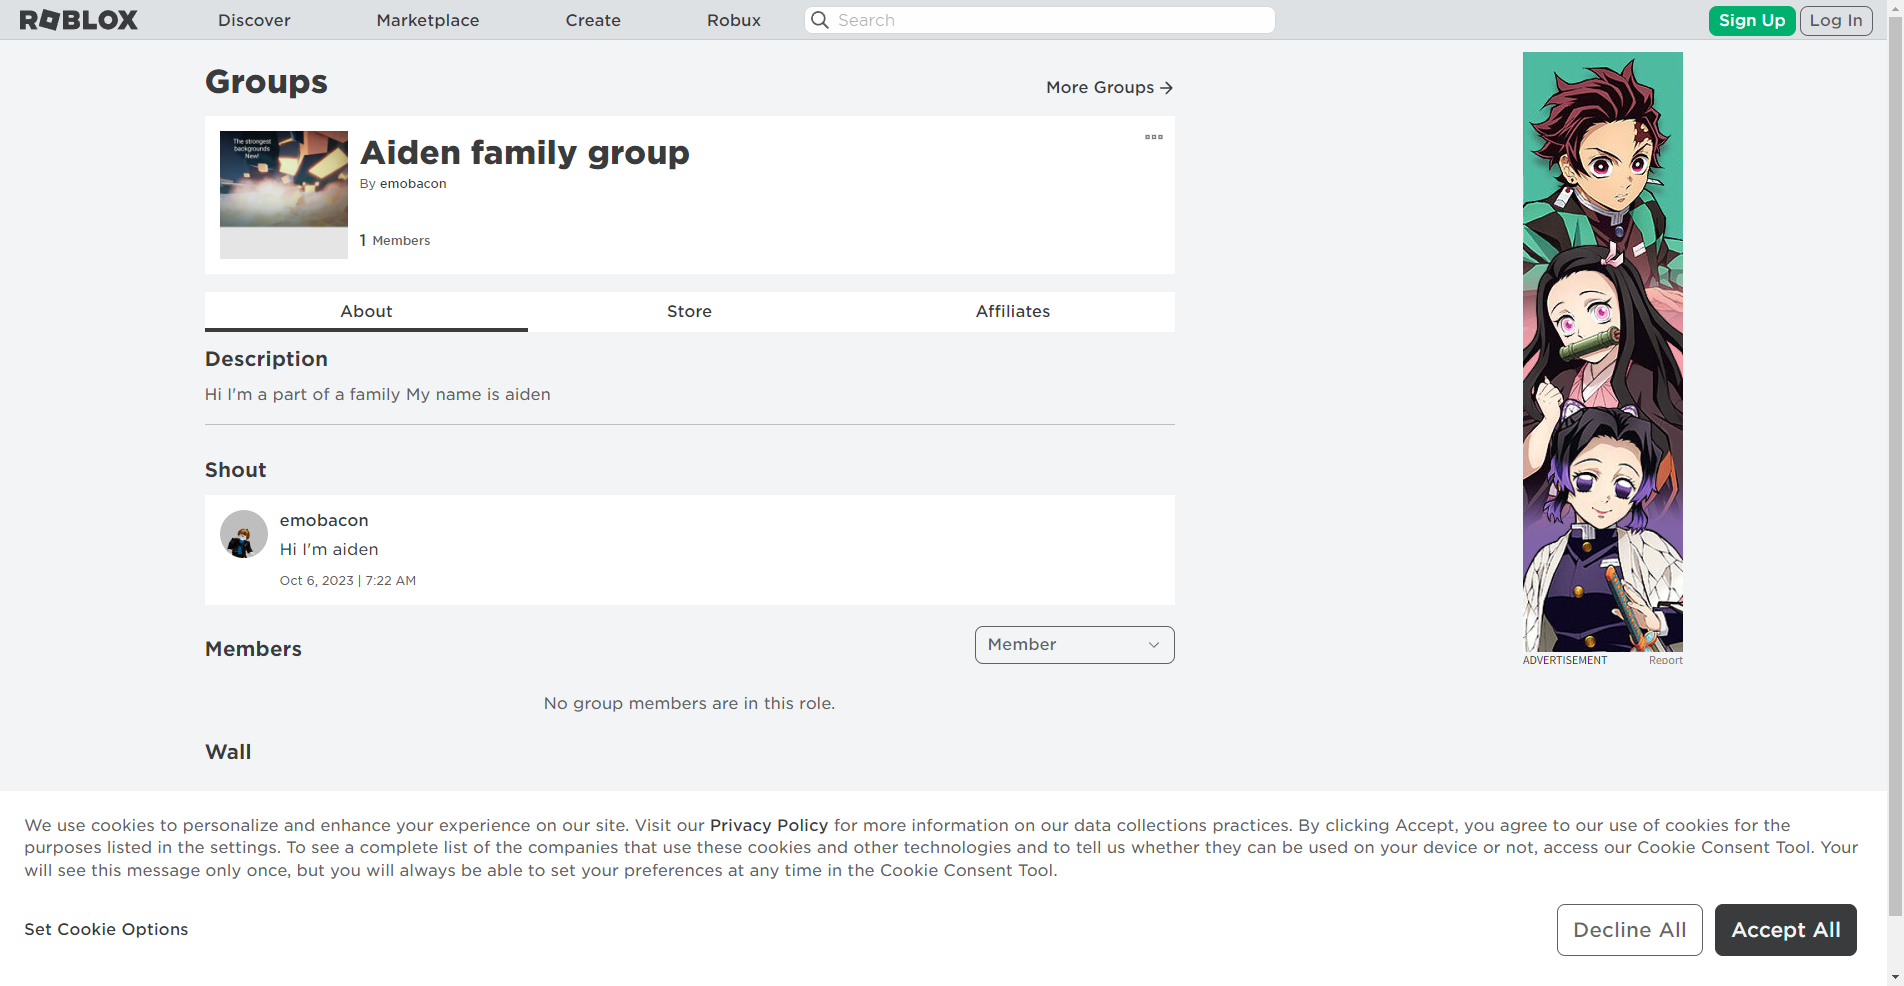 ROBLOX
Discover
Marketplace
Create
Robux
Search
Sign Up
Log In
Groups
More Groups
The strongest
backgrounds
New!
Aiden family group
By emobacon
1 Members
About
Store
Affiliates
Description
Hi I'm a part of a family My name is aiden
Shout
emobacon
Hi I'm aiden
Oct 6, 2023 | 7:22 AM
Members
Member
No group members are in this role.
Wall
ADVERTISEMENT
Report
We use cookies to personalize and enhance your experience on our site. Visit our Privacy Policy for more information on our data collections practices. By clicking Accept, you agree to our use of cookies for the
purposes listed in the settings. To see a complete list of the companies that use these cookies and other technologies and to tell us whether they can be used on your device or not, access our Cookie Consent Tool. Your
will see this message only once, but you will always be able to set your preferences at any time in the Cookie Consent Tool.
Set Cookie Options
Decline All
Accept All